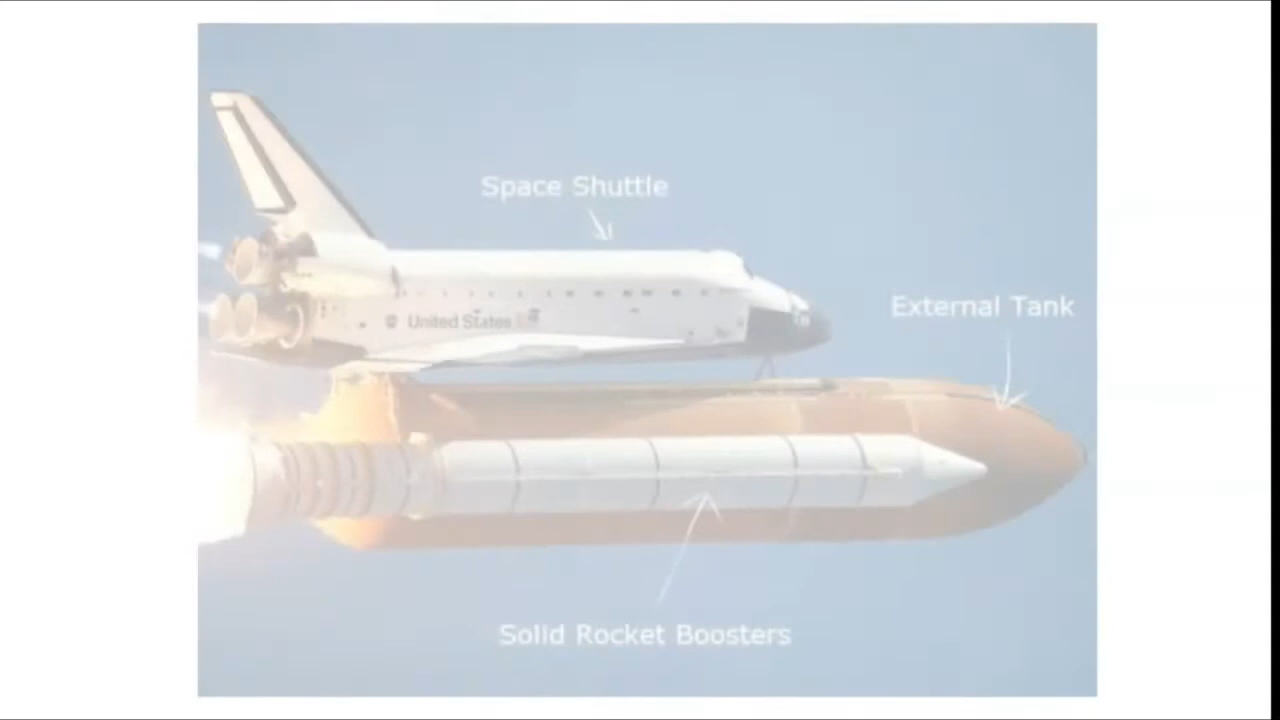 Space Shuttle
External Tank
United States
Solid Rocket Boosters